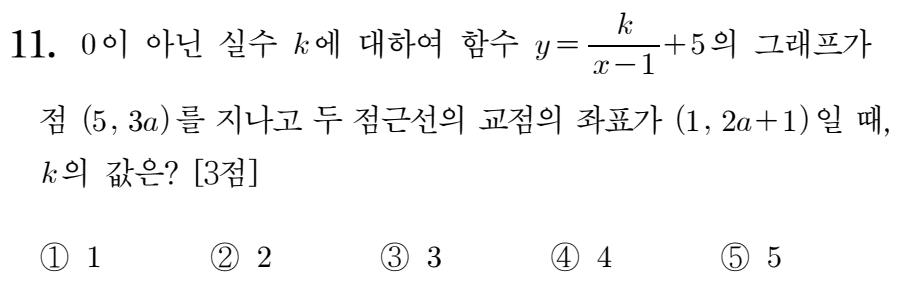 11. 0이 아닌 실수 k에 대하여 함수 y = k/(x-1) + 5의 그래프가
점 (5, 3a)를 지나고 두 점근선의 교점의 좌표가 (1, 2a+1)일 때,
k의 값은? [3점]
① 1 ② 2 ③ 3 ④ 4 ⑤ 5